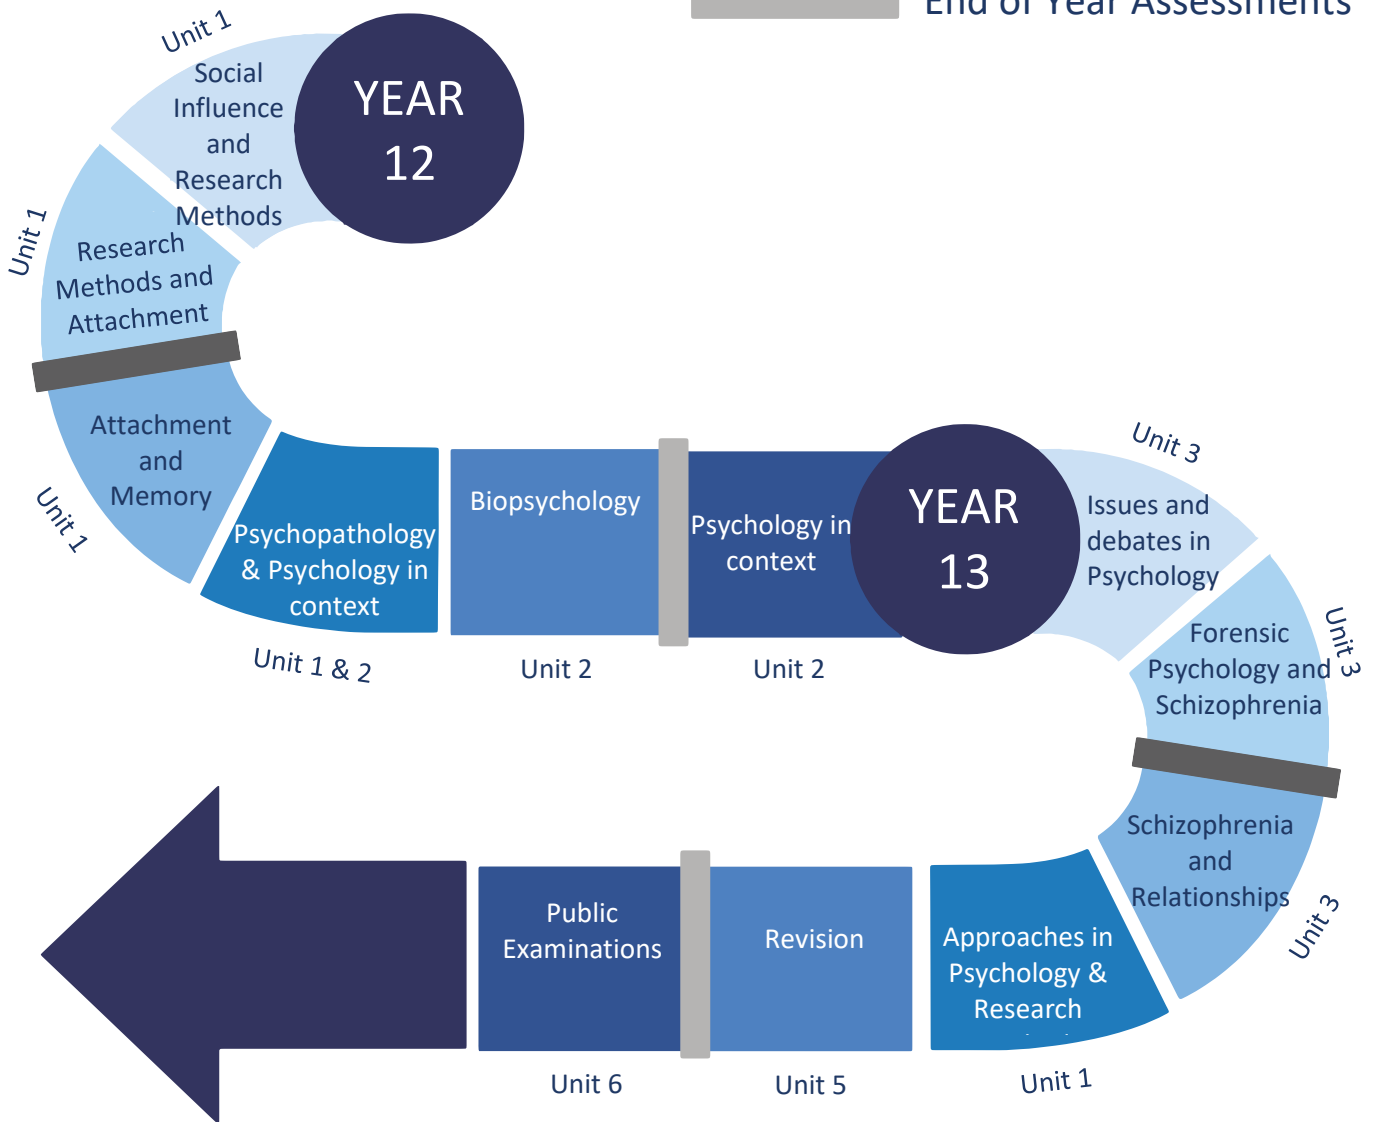 End of Year Assessments
Unit 1
Social
Influence
and
Research
Methods
YEAR
12
Unit 1
Research
Methods and
Attachment
Attachment
and
Memory
Unit 1
Psychopathology
& Psychology in
context
Unit 1 & 2
Biopsychology
Unit 2
Psychology in
context
Unit 2
YEAR
13
Unit 3
Issues and
debates in
Psychology
Unit 3
Forensic
Psychology and
Schizophrenia
Schizophrenia
and
Relationships
Unit 3
Approaches in
Psychology &
Research
Unit 1
Revision
Unit 5
Public
Examinations
Unit 6